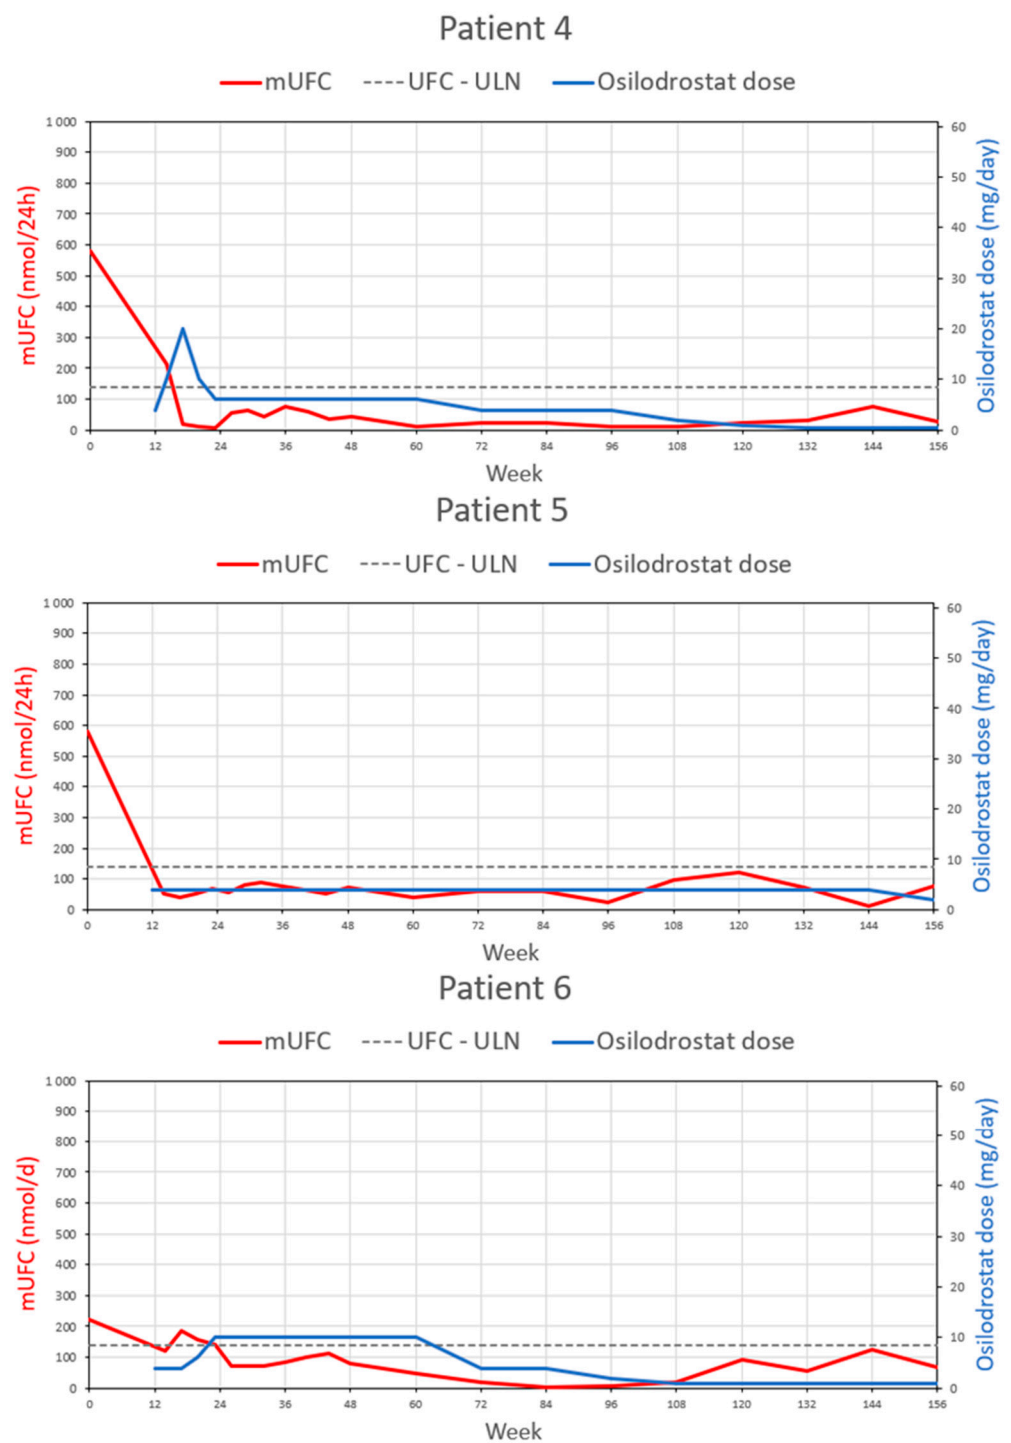 Patient 4
mUFC UFC - ULN Osilodrostat dose
1 000 900 800 700 600 500 400 300 200 100 0
mUFC (nmol/24h)
60 50 40 30 20 10 0
Osilodrostat dose (mg/day)
0 12 24 36 48 60 72 84 96 108 120 132 144 156
Week
Patient 5
mUFC UFC - ULN Osilodrostat dose
1 000 900 800 700 600 500 400 300 200 100 0
mUFC (nmol/24h)
60 50 40 30 20 10 0
Osilodrostat dose (mg/day)
0 12 24 36 48 60 72 84 96 108 120 132 144 156
Week
Patient 6
mUFC UFC - ULN Osilodrostat dose
1 000 900 800 700 600 500 400 300 200 100 0
mUFC (nmol/d)
60 50 40 30 20 10 0
Osilodrostat dose (mg/day)
0 12 24 36 48 60 72 84 96 108 120 132 144 156
Week